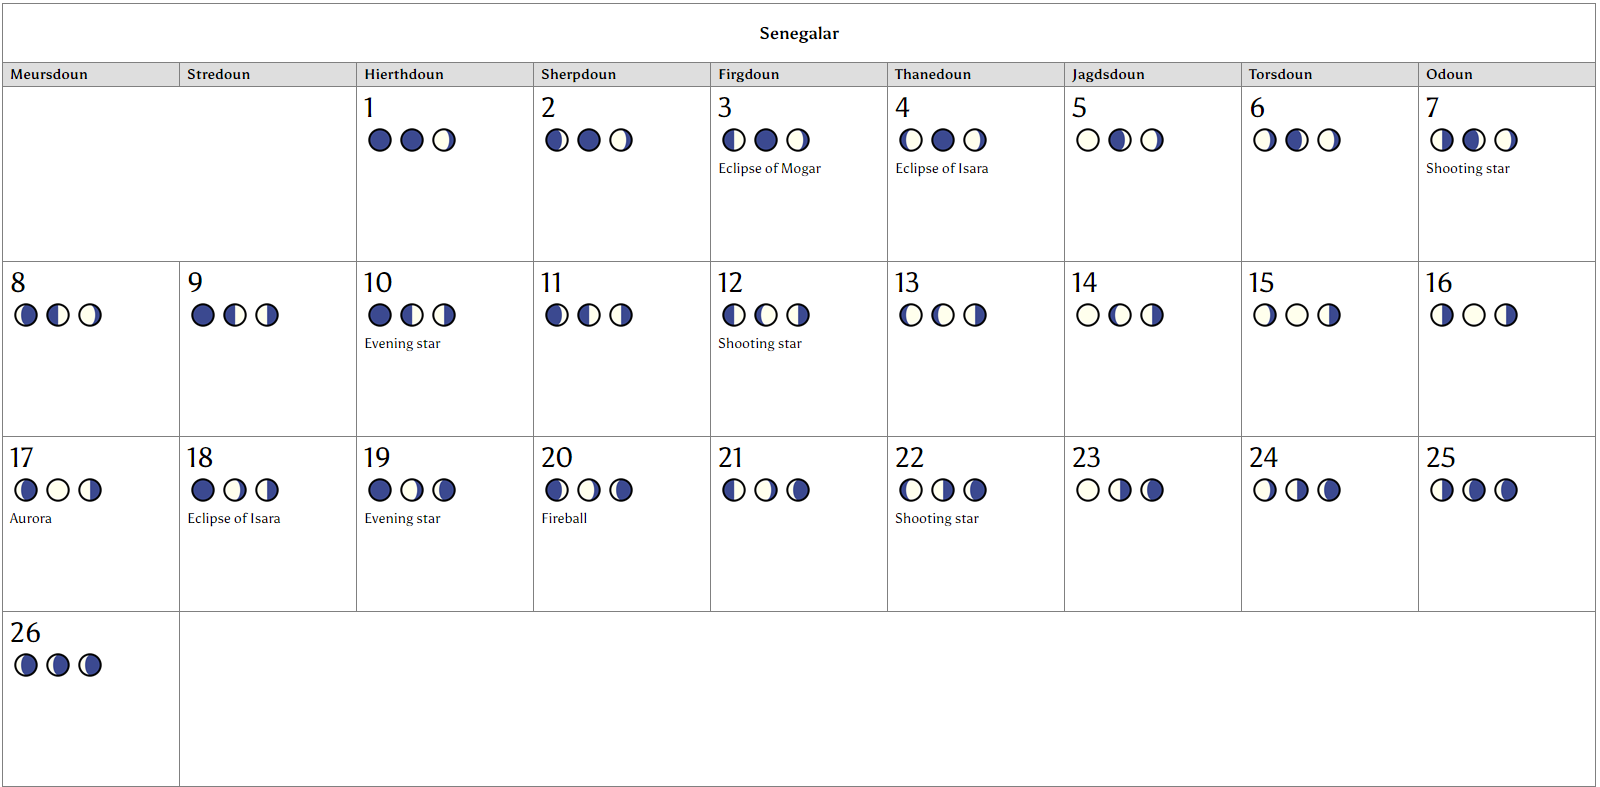 Senegalar
Meursdoun Stredoun Hierthdoun Sherpdoun Firgdoun Thanedoun Jagdsdoun Torsdoun Odoun
1 2 3 4 5 6 7
Eclipse of Mogar Eclipse of Isara Shooting star
8 9 10 11 12 13 14 15 16
Evening star Shooting star
17 18 19 20 21 22 23 24 25
Aurora Eclipse of Isara Evening star Fireball Shooting star
26